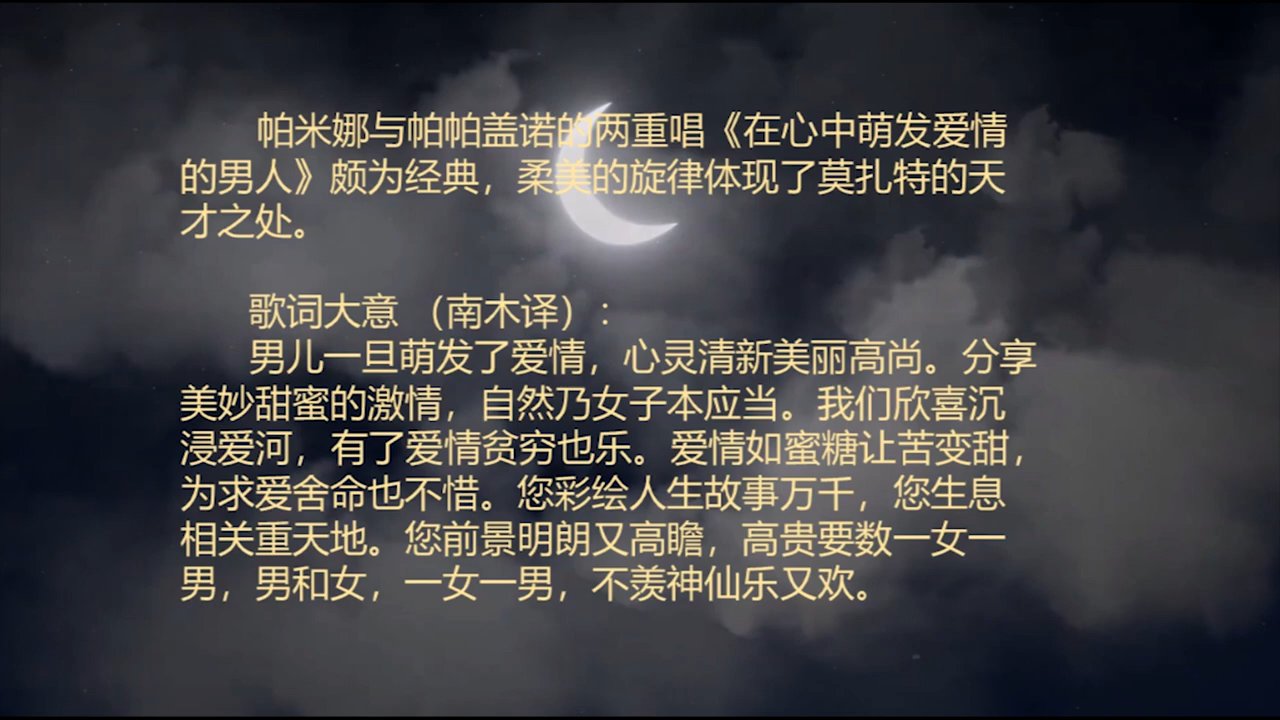 帕米娜与帕帕盖诺的两重唱《在心中萌发爱情
的男人》颇为经典，柔美的旋律体现了莫扎特的天
才之处。
歌词大意 （南木译）：
男儿一旦萌发了爱情，心灵清新美丽高尚。分享
美妙甜蜜的激情，自然乃女子本应当。我们欣喜沉
浸爱河，有了爱情贫穷也乐。爱情如蜜糖让苦变甜，
为求爱舍命也不惜。您彩绘人生故事万千，您生息
相关重天地。您前景明朗又高瞻，高贵要数一女一
男，男和女，一女一男，不羡神仙乐又欢。